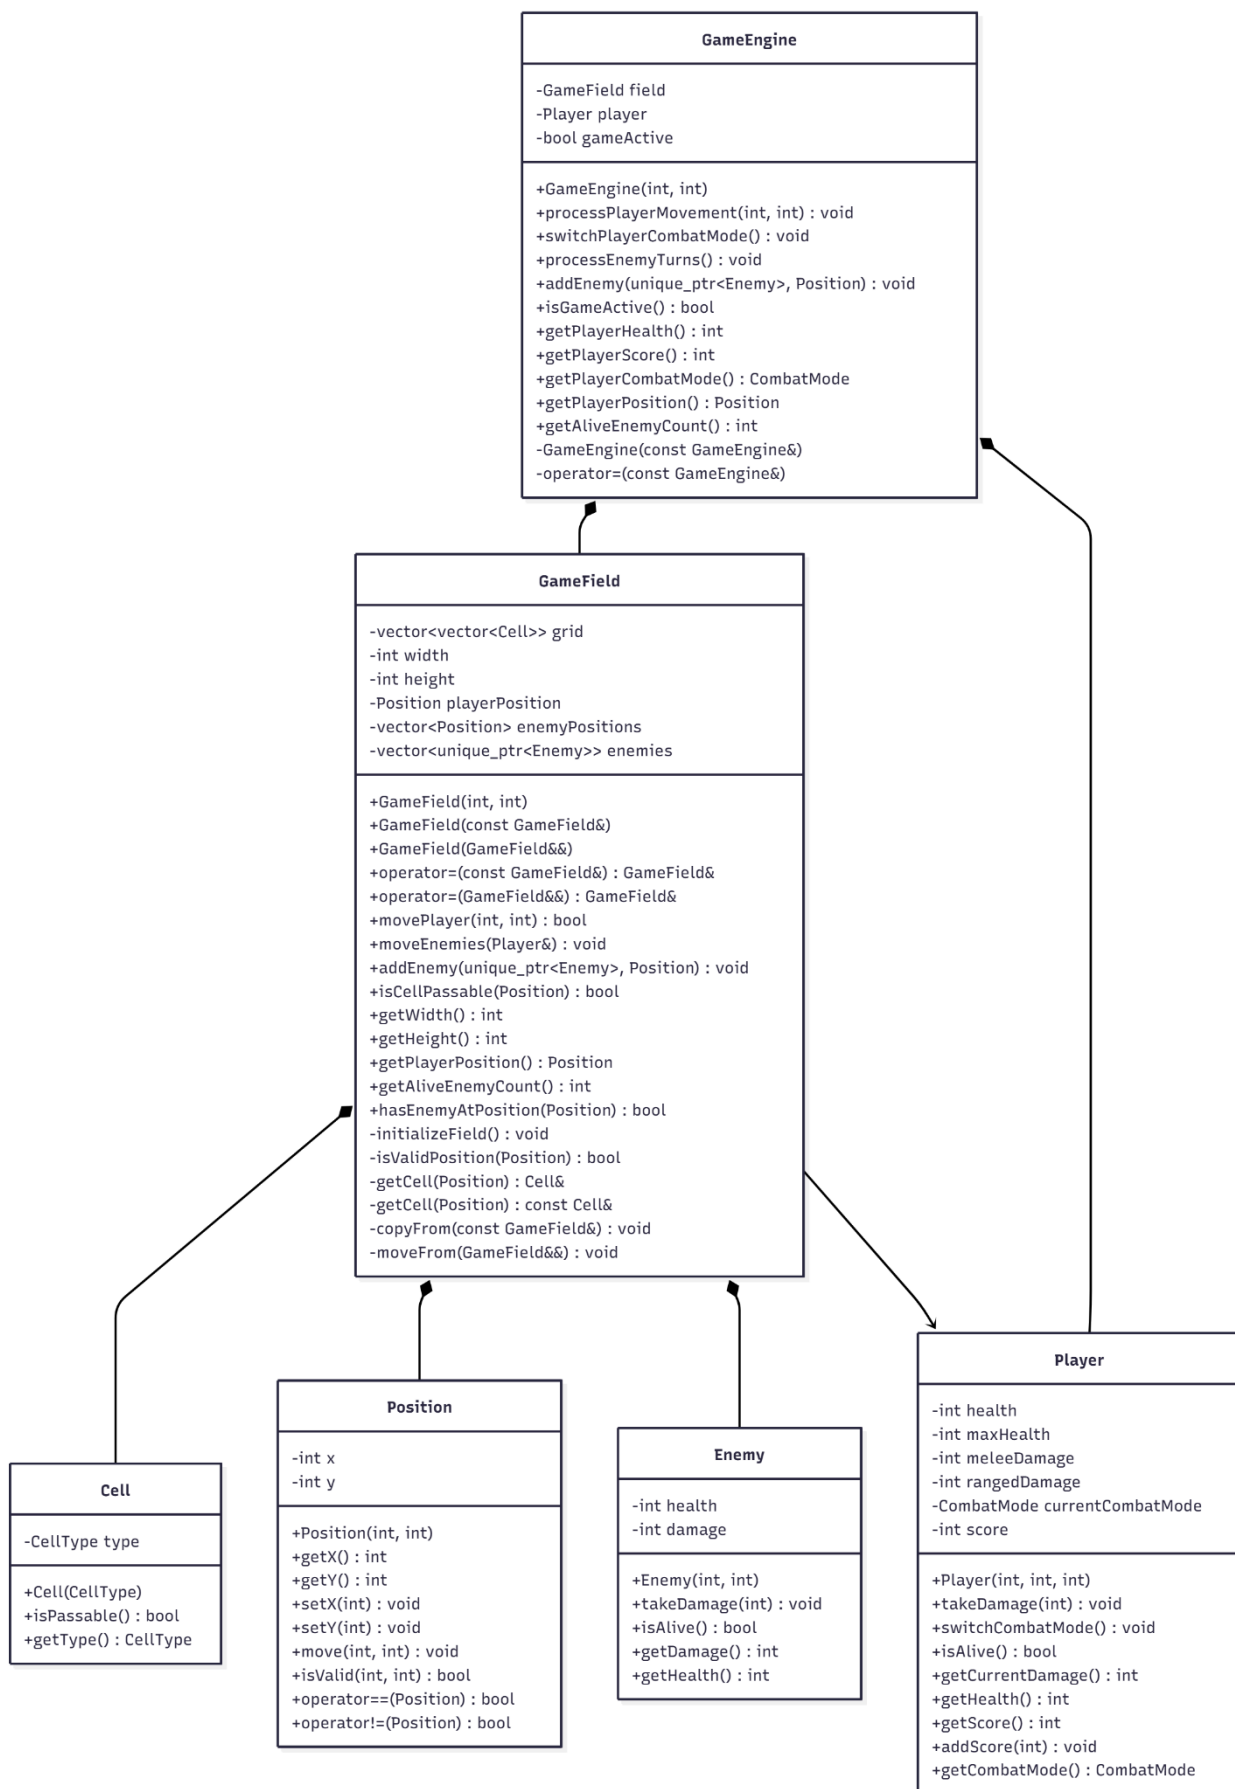 GameEngine
-GameField field
-Player player
-bool gameActive
+GameEngine(int, int)
+processPlayerMovement(int, int) : void
+switchPlayerCombatMode() : void
+processEnemyTurns() : void
+addEnemy(unique_ptr<Enemy>, Position) : void
+isGameActive() : bool
+getPlayerHealth() : int
+getPlayerScore() : int
+getPlayerCombatMode() : CombatMode
+getPlayerPosition() : Position
+getAliveEnemyCount() : int
-GameEngine(const GameEngine&)
-operator=(const GameEngine&)
GameField
-vector<vector<Cell>> grid
-int width
-int height
-Position playerPosition
-vector<Position> enemyPositions
-vector<unique_ptr<Enemy>> enemies
+GameField(int, int)
+GameField(const GameField&)
+GameField(GameField&&)
+operator=(const GameField&) : GameField&
+operator=(GameField&&) : GameField&
+movePlayer(int, int) : bool
+moveEnemies(Player&) : void
+addEnemy(unique_ptr<Enemy>, Position) : void
+isCellPassable(Position) : bool
+getWidth() : int
+getHeight() : int
+getPlayerPosition() : Position
+getAliveEnemyCount() : int
+hasEnemyAtPosition(Position) : bool
-initializeField() : void
-isValidPosition(Position) : bool
-getCell(Position) : Cell&
-getCell(Position) : const Cell&
-copyFrom(const GameField&) : void
-moveFrom(GameField&&) : void
Cell
-CellType type
+Cell(CellType)
+isPassable() : bool
+getType() : CellType
Position
-int x
-int y
+Position(int, int)
+getX() : int
+getY() : int
+setX(int) : void
+setY(int) : void
+move(int, int) : void
+isValid(int, int) : bool
+operator==(Position) : bool
+operator!=(Position) : bool
Enemy
-int health
-int damage
+Enemy(int, int)
+takeDamage(int) : void
+isAlive() : bool
+getDamage() : int
+getHealth() : int
Player
-int health
-int maxHealth
-int meleeDamage
-int rangedDamage
-CombatMode currentCombatMode
-int score
+Player(int, int, int)
+takeDamage(int) : void
+switchCombatMode() : void
+isAlive() : bool
+getCurrentDamage() : int
+getHealth() : int
+getScore() : int
+addScore(int) : void
+getCombatMode() : CombatMode